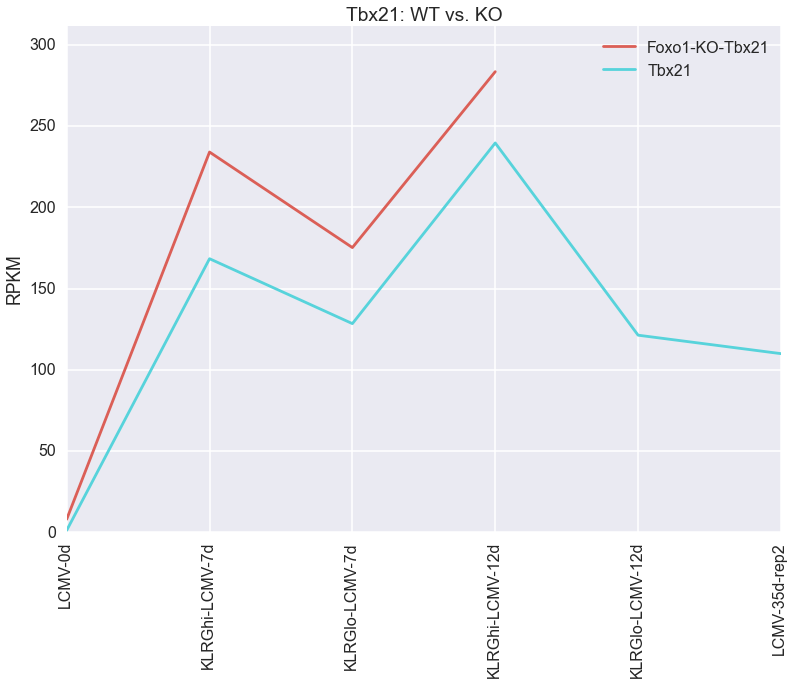 Tbx21: WT vs. KO
Foxo1-KO-Tbx21
Tbx21
RPKM
300
250
200
150
100
50
0
LCMV-0d
KLRGhi-LCMV-7d
KLRGlo-LCMV-7d
KLRGhi-LCMV-12d
KLRGlo-LCMV-12d
LCMV-35d-rep2